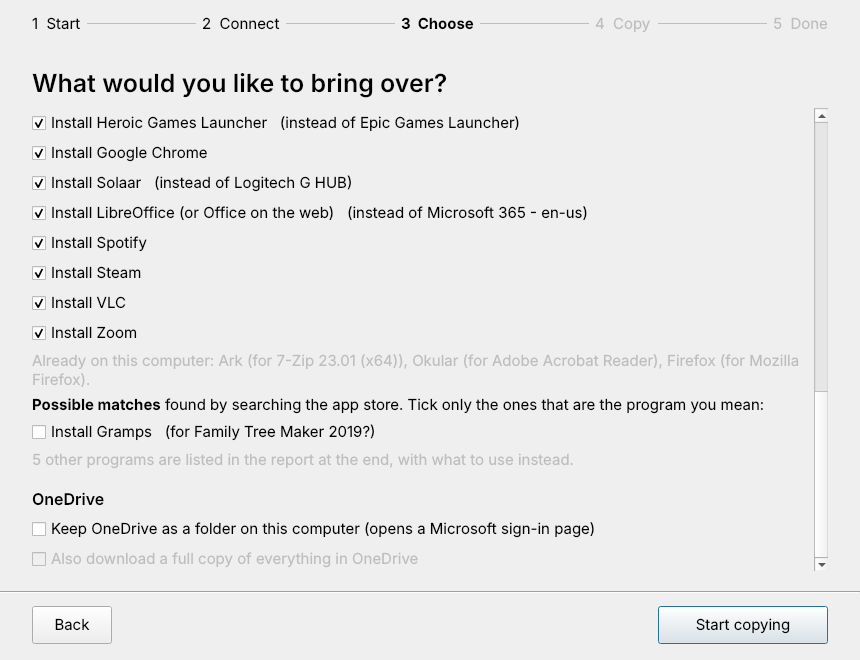 1 Start 2 Connect 3 Choose 4 Copy 5 Done
What would you like to bring over?
Install Heroic Games Launcher (instead of Epic Games Launcher)
Install Google Chrome
Install Solaar (instead of Logitech G HUB)
Install LibreOffice (or Office on the web) (instead of Microsoft 365 - en-us)
Install Spotify
Install Steam
Install VLC
Install Zoom
Already on this computer: Ark (for 7-Zip 23.01 (x64)), Okular (for Adobe Acrobat Reader), Firefox (for Mozilla
Firefox).
Possible matches found by searching the app store. Tick only the ones that are the program you mean:
Install Gramps (for Family Tree Maker 2019?)
5 other programs are listed in the report at the end, with what to use instead.
OneDrive
Keep OneDrive as a folder on this computer (opens a Microsoft sign-in page)
Also download a full copy of everything in OneDrive
Back Start copying